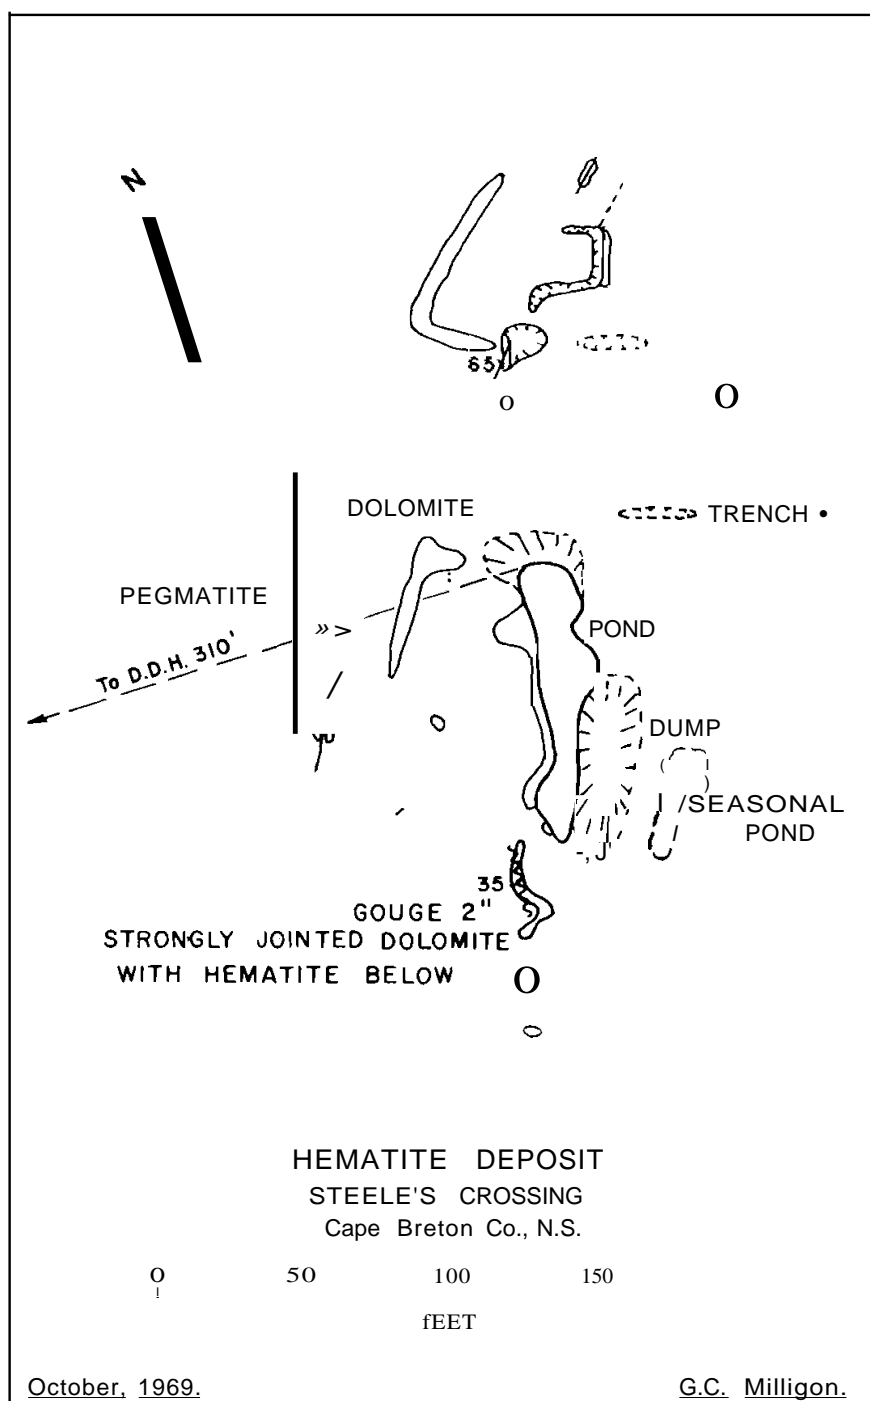 N
65
O
O
DOLOMITE
TRENCH •
PEGMATITE
» >
POND
To D.D.H. 310'
DUMP
/SEASONAL
POND
35
GOUGE 2"
STRONGLY JOINTED DOLOMITE
WITH HEMATITE BELOW
O
HEMATITE DEPOSIT
STEELE'S CROSSING
Cape Breton Co., N.S.
0 50 100 150
fEET
October, 1969. G.C. Milligon.